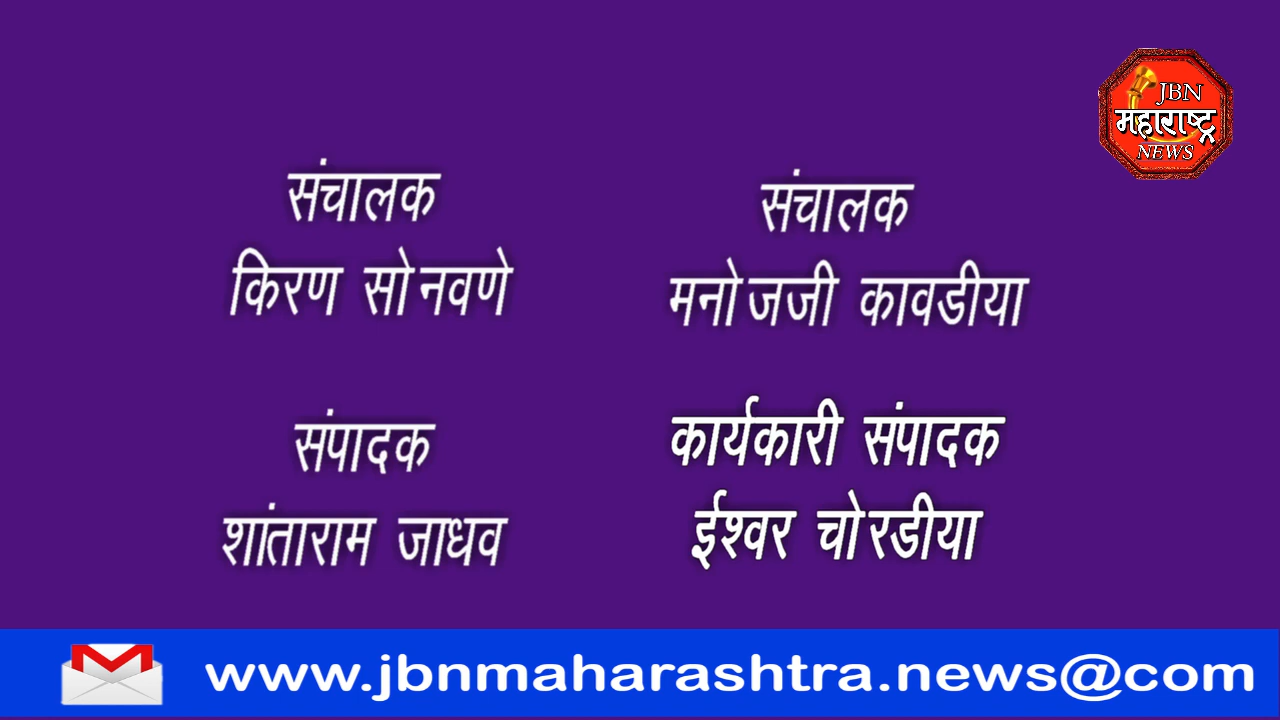 JBN
महाराष्ट्र
NEWS
संचालक
किरण सोनवणे
संचालक
मनोजजी कावडीया
संपादक
शांताराम जाधव
कार्यकारी संपादक
ईश्वर चोरडीया
www.jbnmaharashtra.news@com